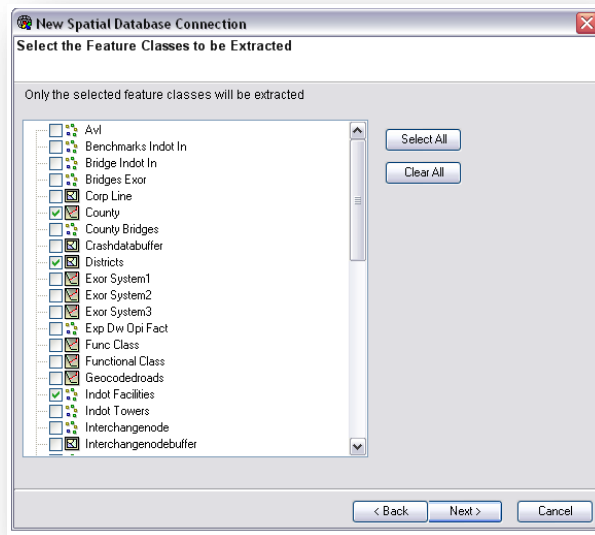 New Spatial Database Connection
Select the Feature Classes to be Extracted
Only the selected feature classes will be extracted
Avl
Benchmarks Indot In
Bridge Indot In
Bridges Exor
Corp Line
County
County Bridges
Crashdatabuffer
Districts
Exor System1
Exor System2
Exor System3
Exp Dw Opi Fact
Func Class
Functional Class
Geocodedroads
Indot Facilities
Indot Towers
Interchangenode
Interchangenodebuffer
Select All
Clear All
< Back
Next >
Cancel